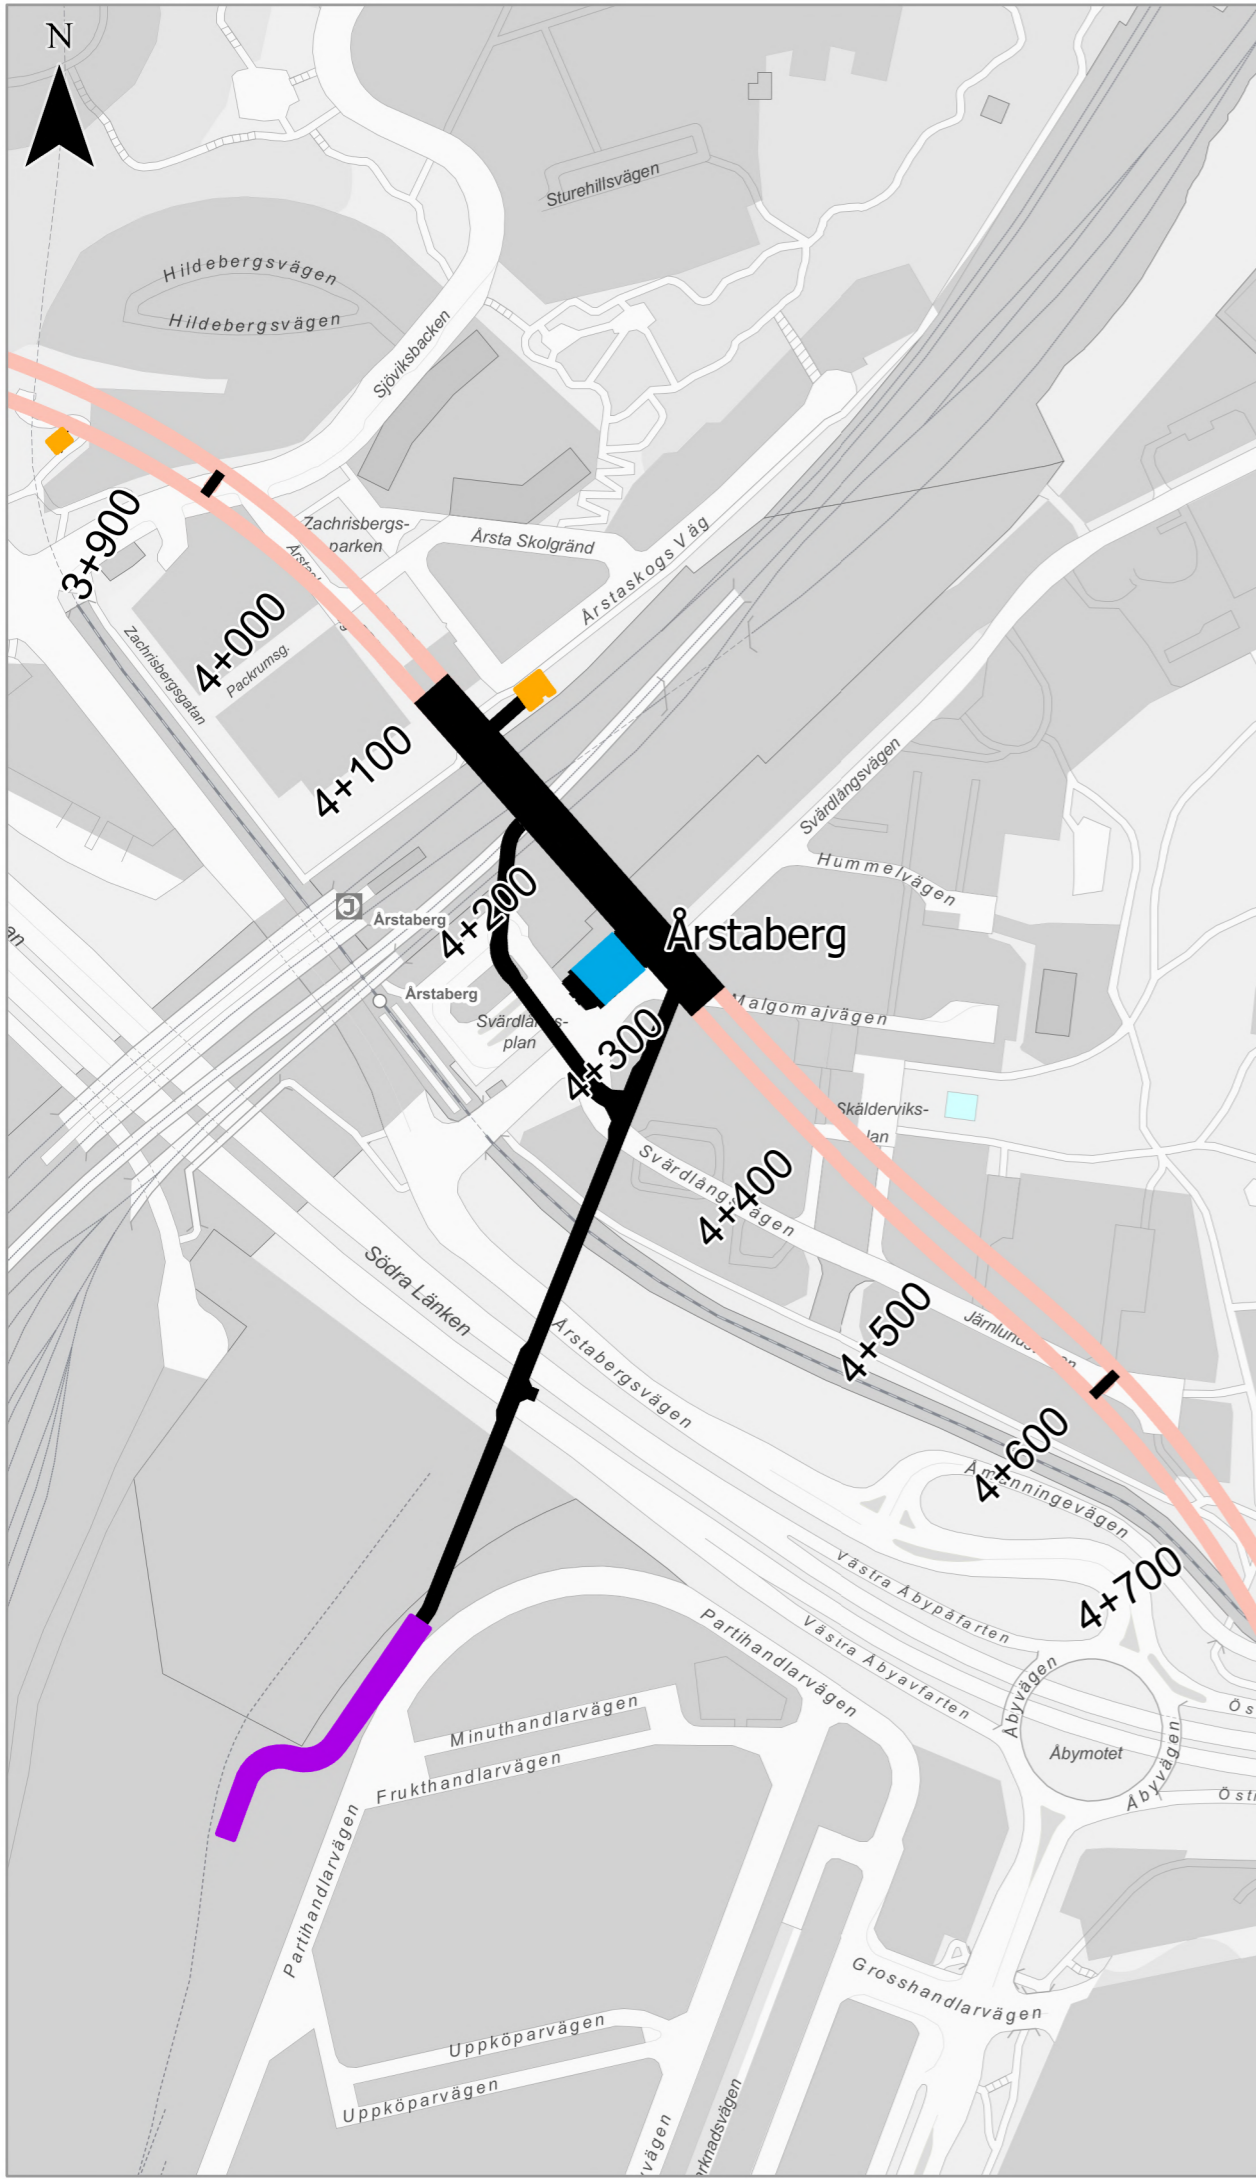 N
Sturehillsvägen
Hildebergsvägen
Hildebergsvägen
Sjöviksbacken
3+900
Zachrisbergs-
parken
Årsta Skolgränd
Årstaskogs Väg
4+000
Packrumsg.
Zachrisbergsgatan
4+100
Svärdlångsvägen
Hummelvägen
4+200
J
Årstaberg
Årstaberg
Årstaberg
Malgomajvägen
plan
4+300
Skälderviks-
4+400
Södra Länken
Årstabergsvägen
4+500
4+600
Åmänningevägen
4+700
Västra Åbypåfarten
Västra Åbyavfarten
Partihandlarvägen
Åbyvägen
Åbymotet
Åbyvägen
Minuthandlarvägen
Frukthandlarvägen
Partihandlarvägen
Grosshandlarvägen
Uppköparvägen
Uppköparvägen